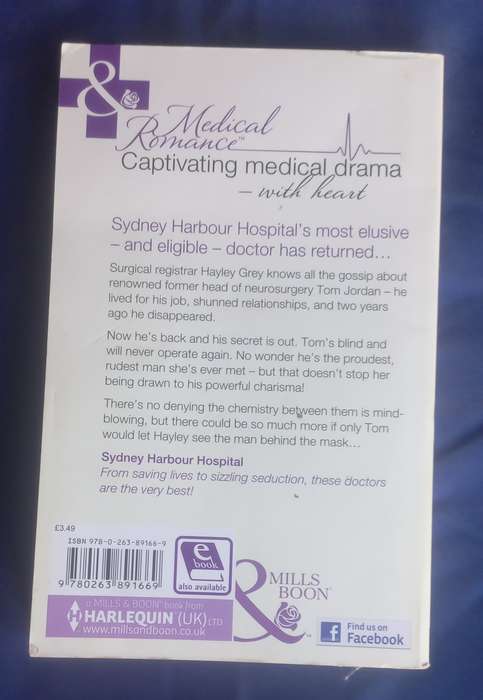 &
Medical
Romance™
Captivating medical drama
– with heart
Sydney Harbour Hospital's most elusive
– and eligible – doctor has returned...
Surgical registrar Hayley Grey knows all the gossip about
renowned former head of neurosurgery Tom Jordan – he
lived for his job, shunned relationships, and two years
ago he disappeared.
Now he's back and his secret is out. Tom's blind and
will never operate again. No wonder he's the proudest,
rudest man she's ever met – but that doesn't stop her
being drawn to his powerful charisma!
There's no denying the chemistry between them is mind-
blowing, but there could be so much more if only Tom
would let Hayley see the man behind the mask...
Sydney Harbour Hospital
From saving lives to sizzling seduction, these doctors
are the very best!
£3.49
ISBN 978-0-263-89166-9
9 780263 891669
e
book
also available
a MILLS & BOON® book from
H HARLEQUIN (UK) LTD
www.millsandboon.co.uk
&
MILLS
BOON®
™
f Find us on
Facebook